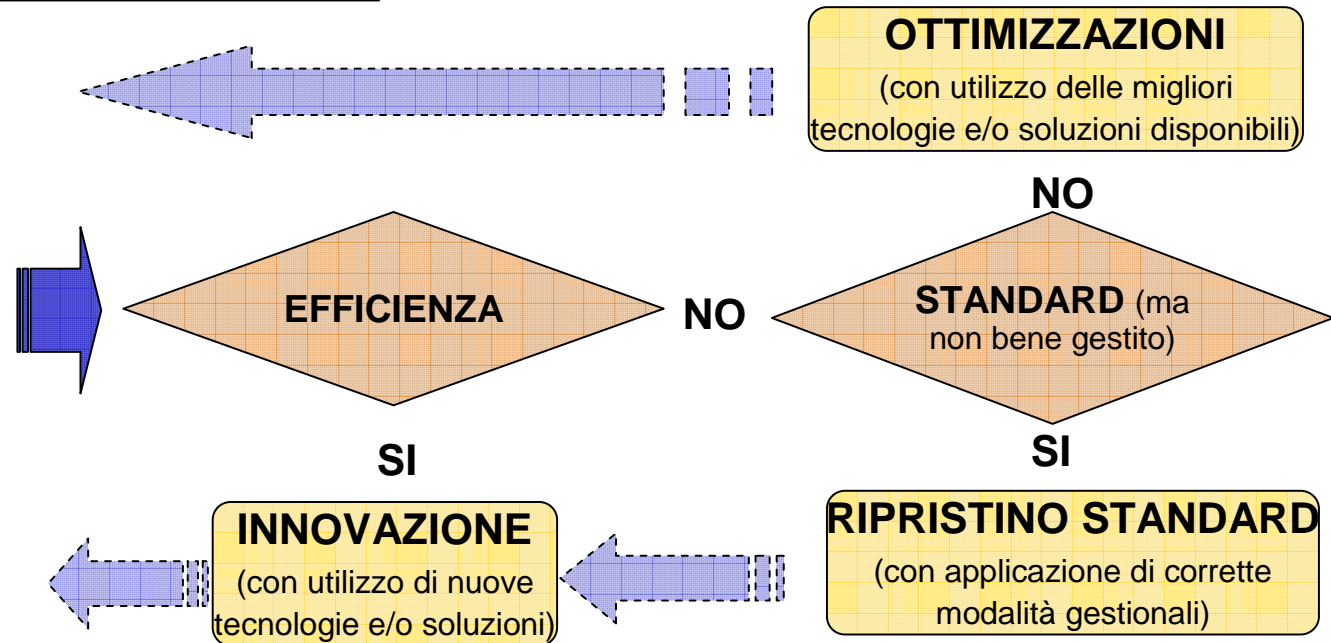 OTTIMIZZAZIONI
(con utilizzo delle migliori
tecnologie e/o soluzioni disponibili)
NO
EFFICIENZA
NO
STANDARD (ma
non bene gestito)
SI
SI
INNOVAZIONE
(con utilizzo di nuove
tecnologie e/o soluzioni)
RIPRISTINO STANDARD
(con applicazione di corrette
modalità gestionali)